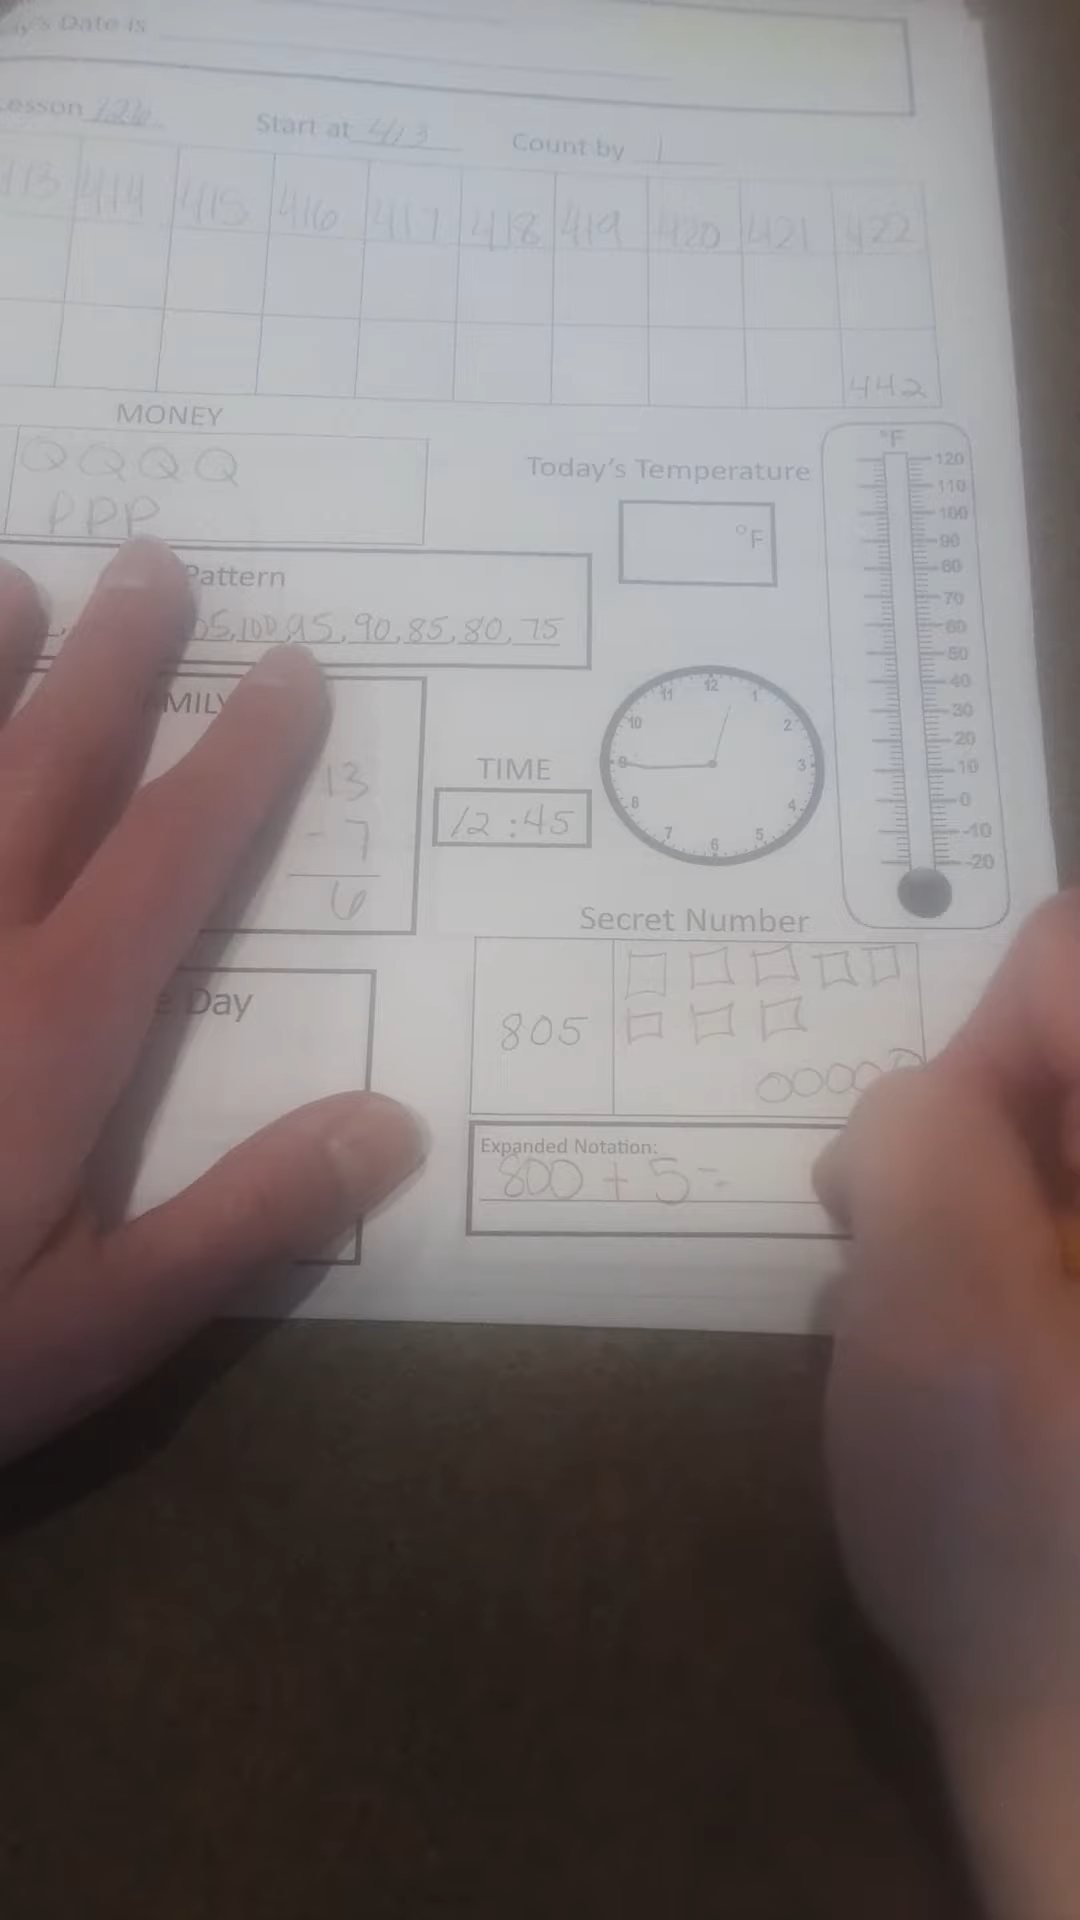 Date is
Lesson Start at 413 Count by 1
413 414 415 416 417 418 419 420 421 422
442
MONEY
Q Q Q Q
P P P
Today's Temperature
°F
°F
120
110
100
90
80
70
60
50
40
30
20
10
0
-10
-20
Pattern
100, 95, 90, 85, 80, 75
13
- 7
6
TIME
12:45
12 1 2 3 4 5 6 7 8 9 10 11
Secret Number
805
Day
Expanded Notation:
800 + 5 =